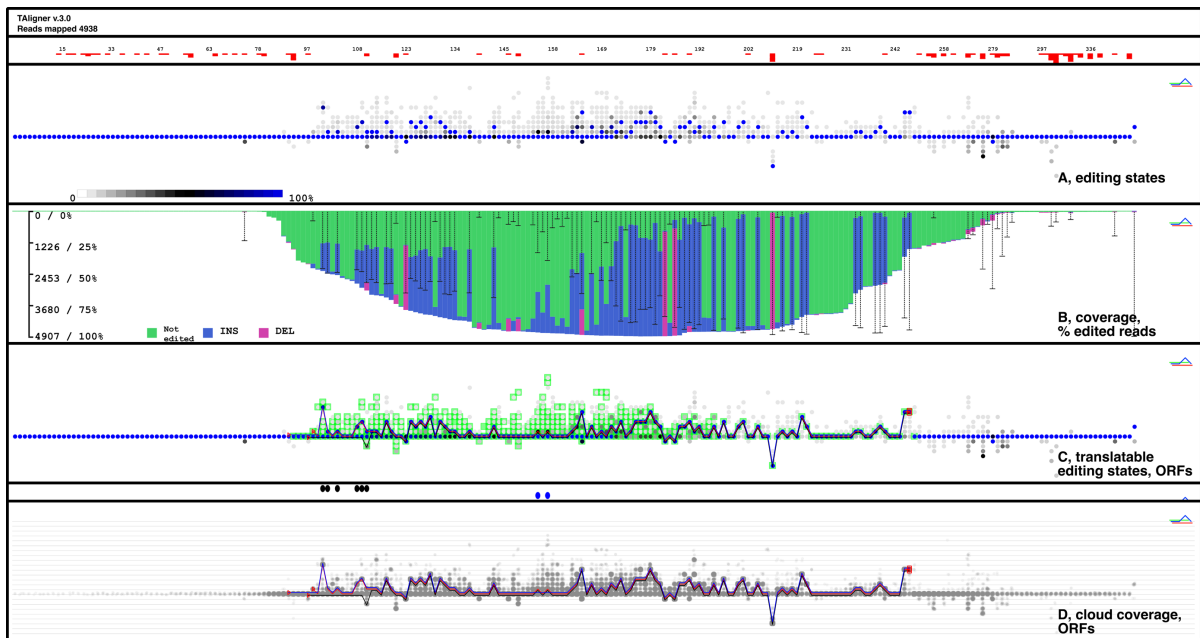 TAligner v.3.0
Reads mapped 4938
15 33 47 63 78 97 123 134 145 169 179 192 202 219 231 242 258 279 297 336
A, editing states
0 100%
0 / 0%
1226 / 25%
2453 / 50%
3680 / 75%
4907 / 100%
Not
edited
INS
DEL
B, coverage,
% edited reads
C, translatable
editing states, ORFs
D, cloud coverage,
ORFs